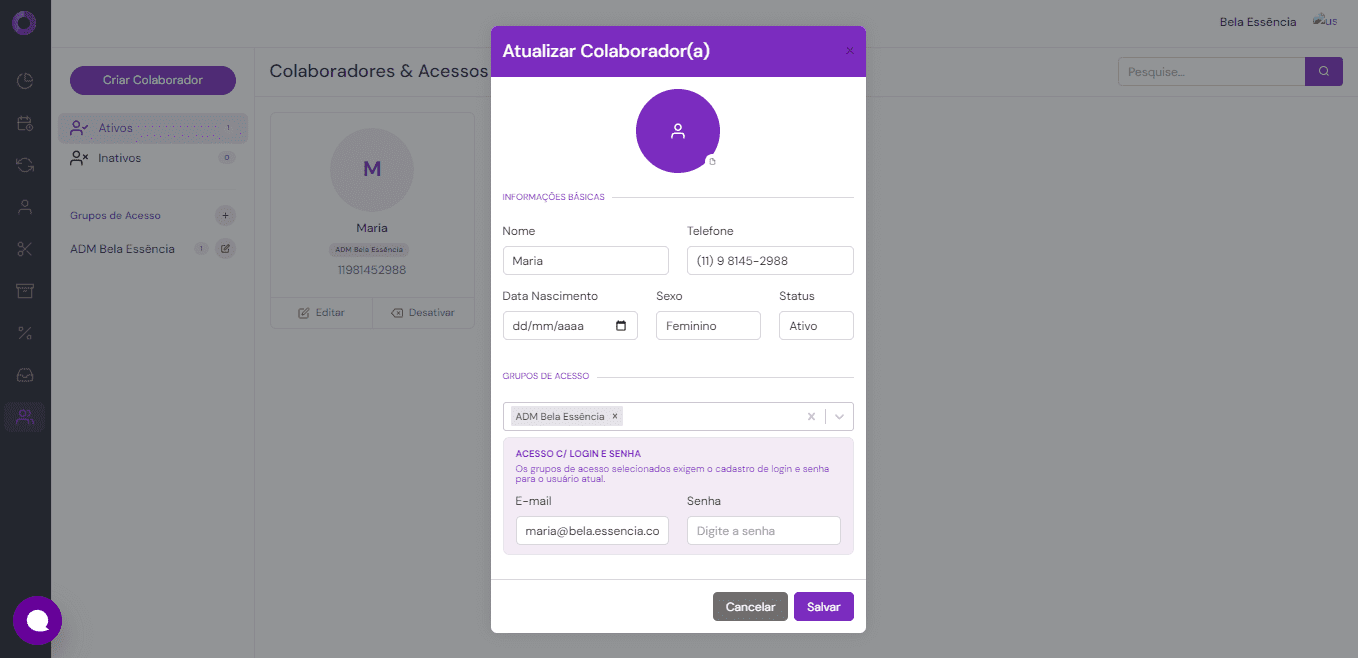 Bela Essência
us
Criar Colaborador
Ativos 1
Inativos 0
Grupos de Acesso +
ADM Bela Essência 1
Colaboradores & Acessos
Pesquise...
M
Maria
ADM Bela Essência
11981452988
Editar
Desativar
Atualizar Colaborador(a)
INFORMAÇÕES BÁSICAS
Nome Telefone
Maria (11) 9 8145-2988
Data Nascimento Sexo Status
dd/mm/aaaa Feminino Ativo
GRUPOS DE ACESSO
ADM Bela Essência ×
ACESSO C/ LOGIN E SENHA
Os grupos de acesso selecionados exigem o cadastro de login e senha
para o usuário atual.
E-mail Senha
maria@bela.essencia.co Digite a senha
Cancelar Salvar